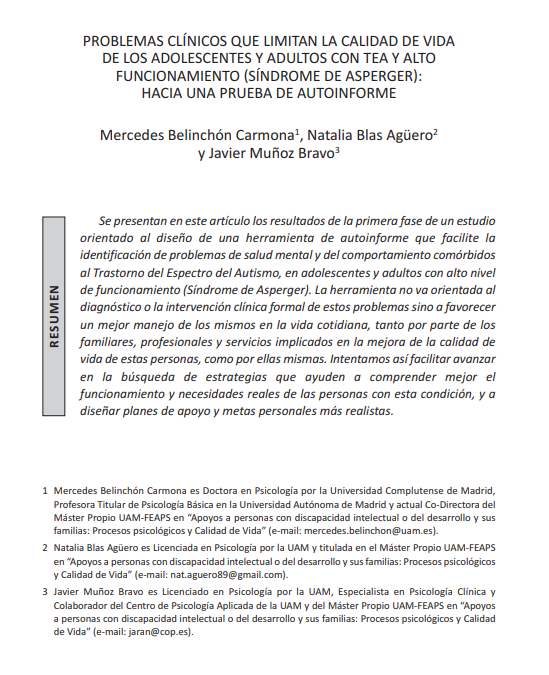 PROBLEMAS CLÍNICOS QUE LIMITAN LA CALIDAD DE VIDA
DE LOS ADOLESCENTES Y ADULTOS CON TEA Y ALTO
FUNCIONAMIENTO (SÍNDROME DE ASPERGER):
HACIA UNA PRUEBA DE AUTOINFORME
Mercedes Belinchón Carmona¹, Natalia Blas Agüero²
y Javier Muñoz Bravo³
RESUMEN
Se presentan en este artículo los resultados de la primera fase de un estudio
orientado al diseño de una herramienta de autoinforme que facilite la
identificación de problemas de salud mental y del comportamiento comórbidos
al Trastorno del Espectro del Autismo, en adolescentes y adultos con alto nivel
de funcionamiento (Síndrome de Asperger). La herramienta no va orientada al
diagnóstico o la intervención clínica formal de estos problemas sino a favorecer
un mejor manejo de los mismos en la vida cotidiana, tanto por parte de los
familiares, profesionales y servicios implicados en la mejora de la calidad de
vida de estas personas, como por ellas mismas. Intentamos así facilitar avanzar
en la búsqueda de estrategias que ayuden a comprender mejor el
funcionamiento y necesidades reales de las personas con esta condición, y a
diseñar planes de apoyo y metas personales más realistas.
1 Mercedes Belinchón Carmona es Doctora en Psicología por la Universidad Complutense de Madrid,
Profesora Titular de Psicología Básica en la Universidad Autónoma de Madrid y actual Co-Directora del
Máster Propio UAM-FEAPS en “Apoyos a personas con discapacidad intelectual o del desarrollo y sus
familias: Procesos psicológicos y Calidad de Vida” (e-mail: mercedes.belinchon@uam.es).
2 Natalia Blas Agüero es Licenciada en Psicología por la UAM y titulada en el Máster Propio UAM-FEAPS
en “Apoyos a personas con discapacidad intelectual o del desarrollo y sus familias: Procesos psicológicos
y Calidad de Vida” (e-mail: nat.aguero89@gmail.com).
3 Javier Muñoz Bravo es Licenciado en Psicología por la UAM, Especialista en Psicología Clínica y
Colaborador del Centro de Psicología Aplicada de la UAM y del Máster Propio UAM-FEAPS en “Apoyos
a personas con discapacidad intelectual o del desarrollo y sus familias: Procesos psicológicos y Calidad
de Vida” (e-mail: jaran@cop.es).